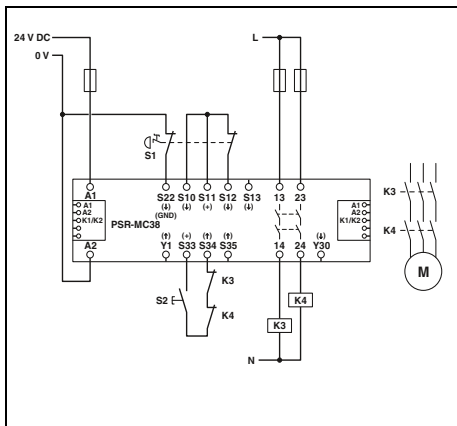 24 V DC
L
0 V
S1
A1 S22 S10 S11 S12 S13 13 23
(↓) (↓) (+) (↓) (↓)
(GND)
A1
A2
K1/K2
PSR-MC38
A1
A2
K1/K2
(↑) (+) (↑) (↑) (↓)
A2 Y1 S33 S34 S35 14 24 Y30
K3
K4
M
S2
K3
K4
K4
K3
N